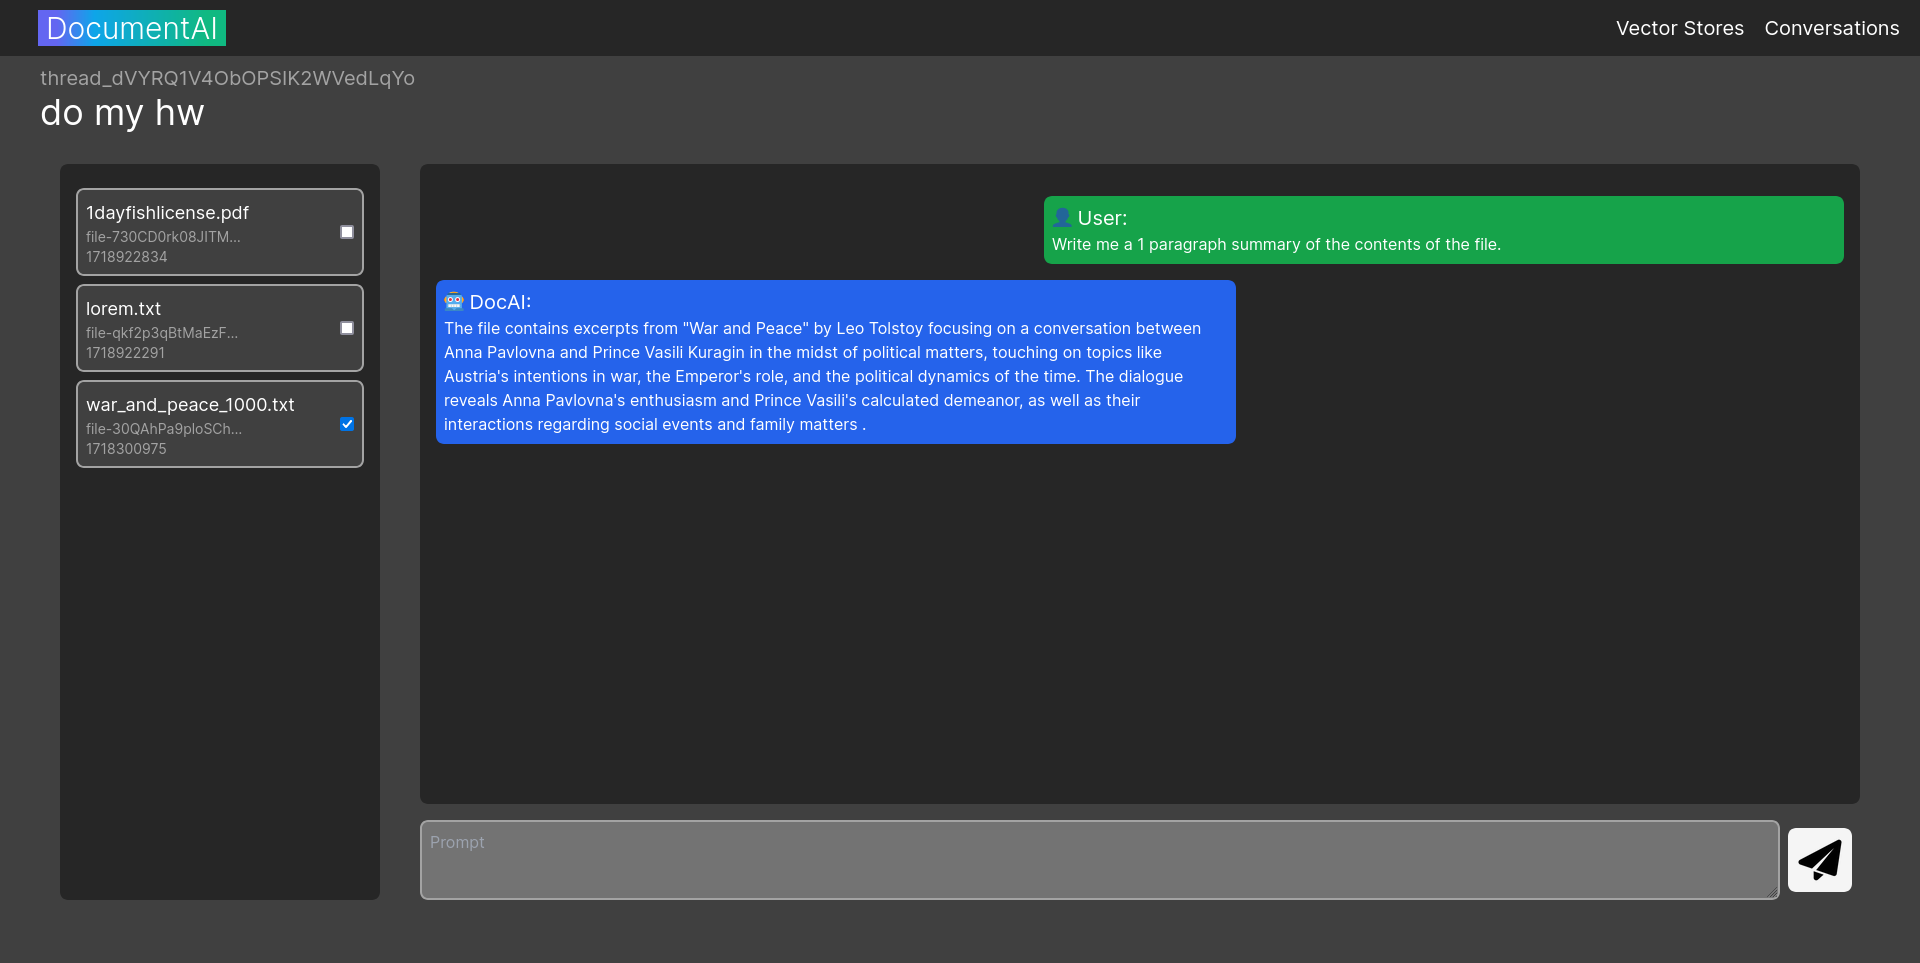 DocumentAI
Vector Stores
Conversations
thread_dVYRQ1V4ObOPSIK2WVedLqYo
do my hw
1dayfishlicense.pdf
file-730CD0rk08JITM...
1718922834
lorem.txt
file-qkf2p3qBtMaEzF...
1718922291
war_and_peace_1000.txt
file-30QAhPa9ploSCh...
1718300975
👤 User:
Write me a 1 paragraph summary of the contents of the file.
🤖 DocAI:
The file contains excerpts from "War and Peace" by Leo Tolstoy focusing on a conversation between
Anna Pavlovna and Prince Vasili Kuragin in the midst of political matters, touching on topics like
Austria's intentions in war, the Emperor's role, and the political dynamics of the time. The dialogue
reveals Anna Pavlovna's enthusiasm and Prince Vasili's calculated demeanor, as well as their
interactions regarding social events and family matters .
Prompt